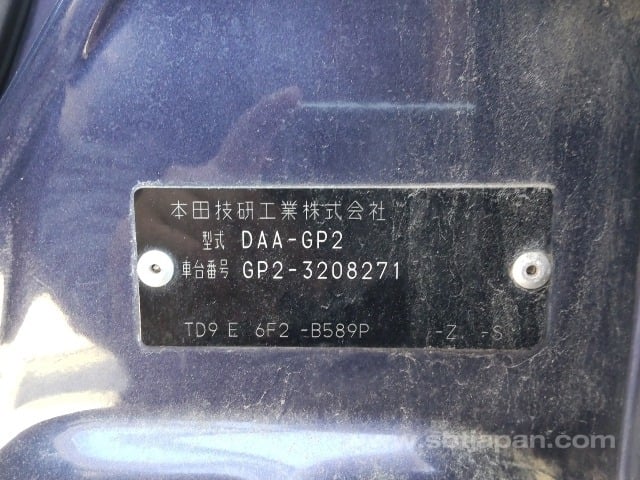 本田技研工業株式会社
型式 DAA-GP2
車台番号 GP2-3208271
TD9 E 6F2 -B589P -Z -S
www.sbtjapan.com